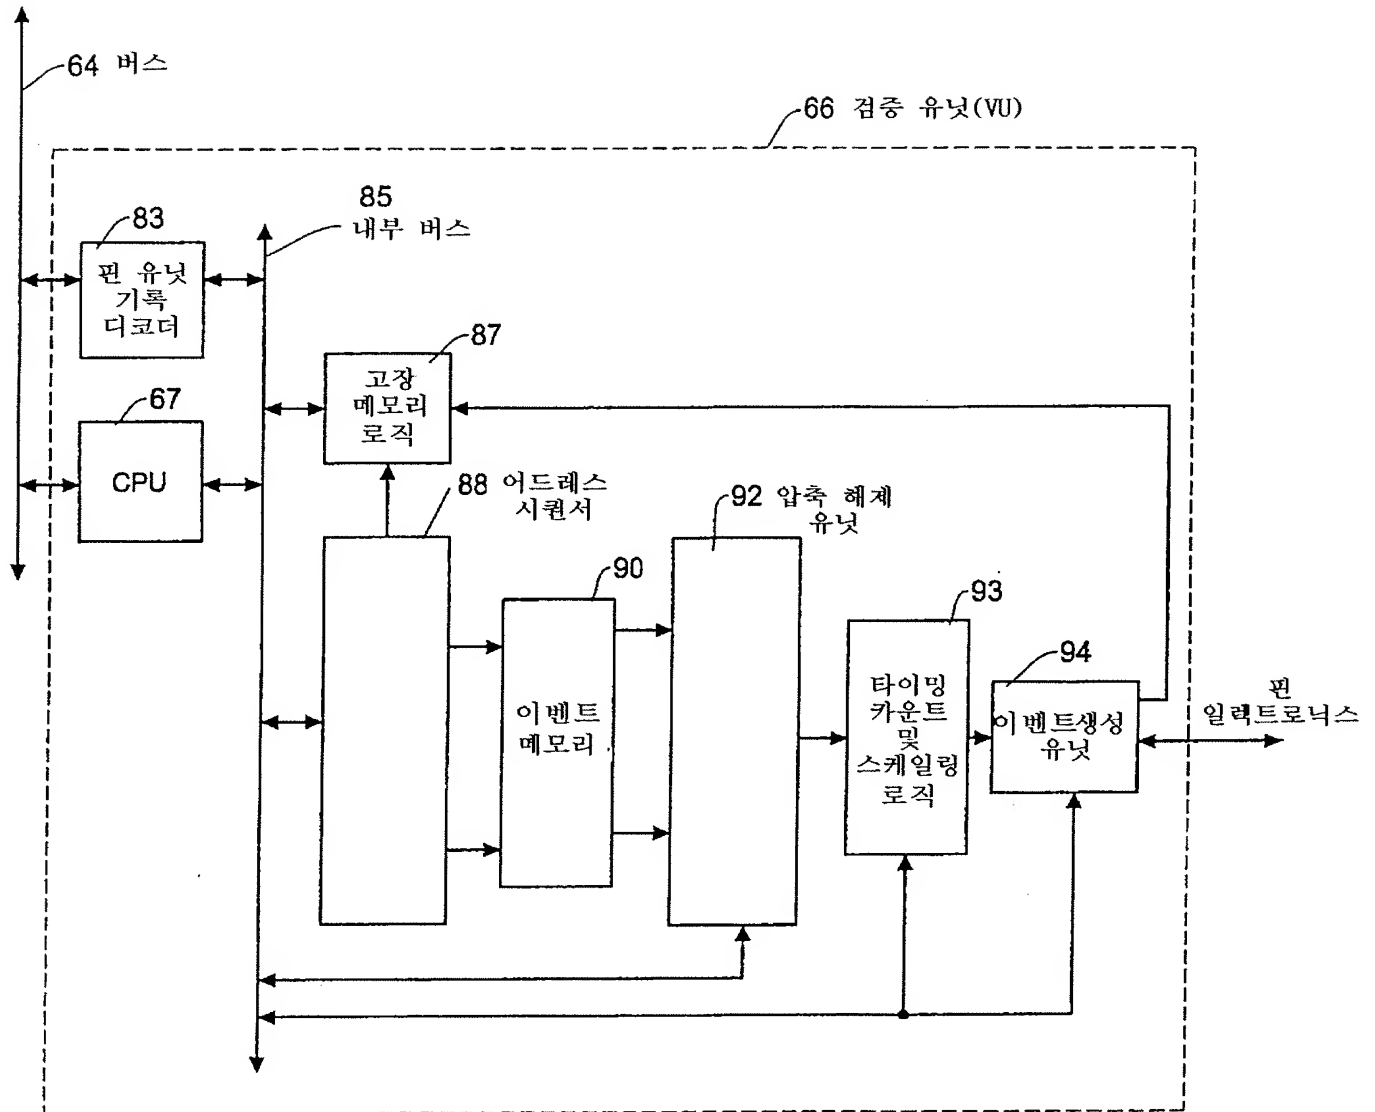 64 버스
66 검증 유닛(VU)
85
내부 버스
83
핀 유닛
기록
디코더
87
고장
메모리
로직
67
CPU
88 어드레스
시퀀서
92 압축 해제
유닛
90
이벤트
메모리
93
타이밍
카운트
및
스케일링
로직
94
이벤트생성
유닛
핀
일렉트로닉스